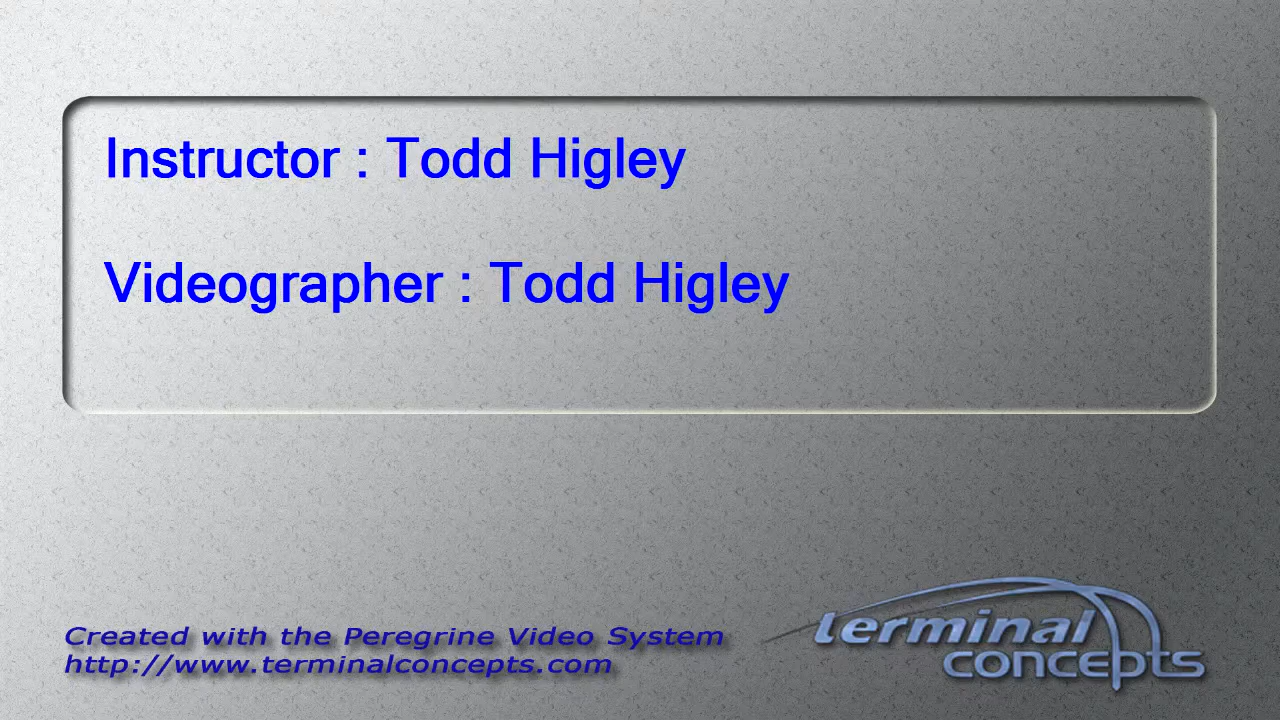 Instructor : Todd Higley
Videographer : Todd Higley
Created with the Peregrine Video System
http://www.terminalconcepts.com
terminal
concepts